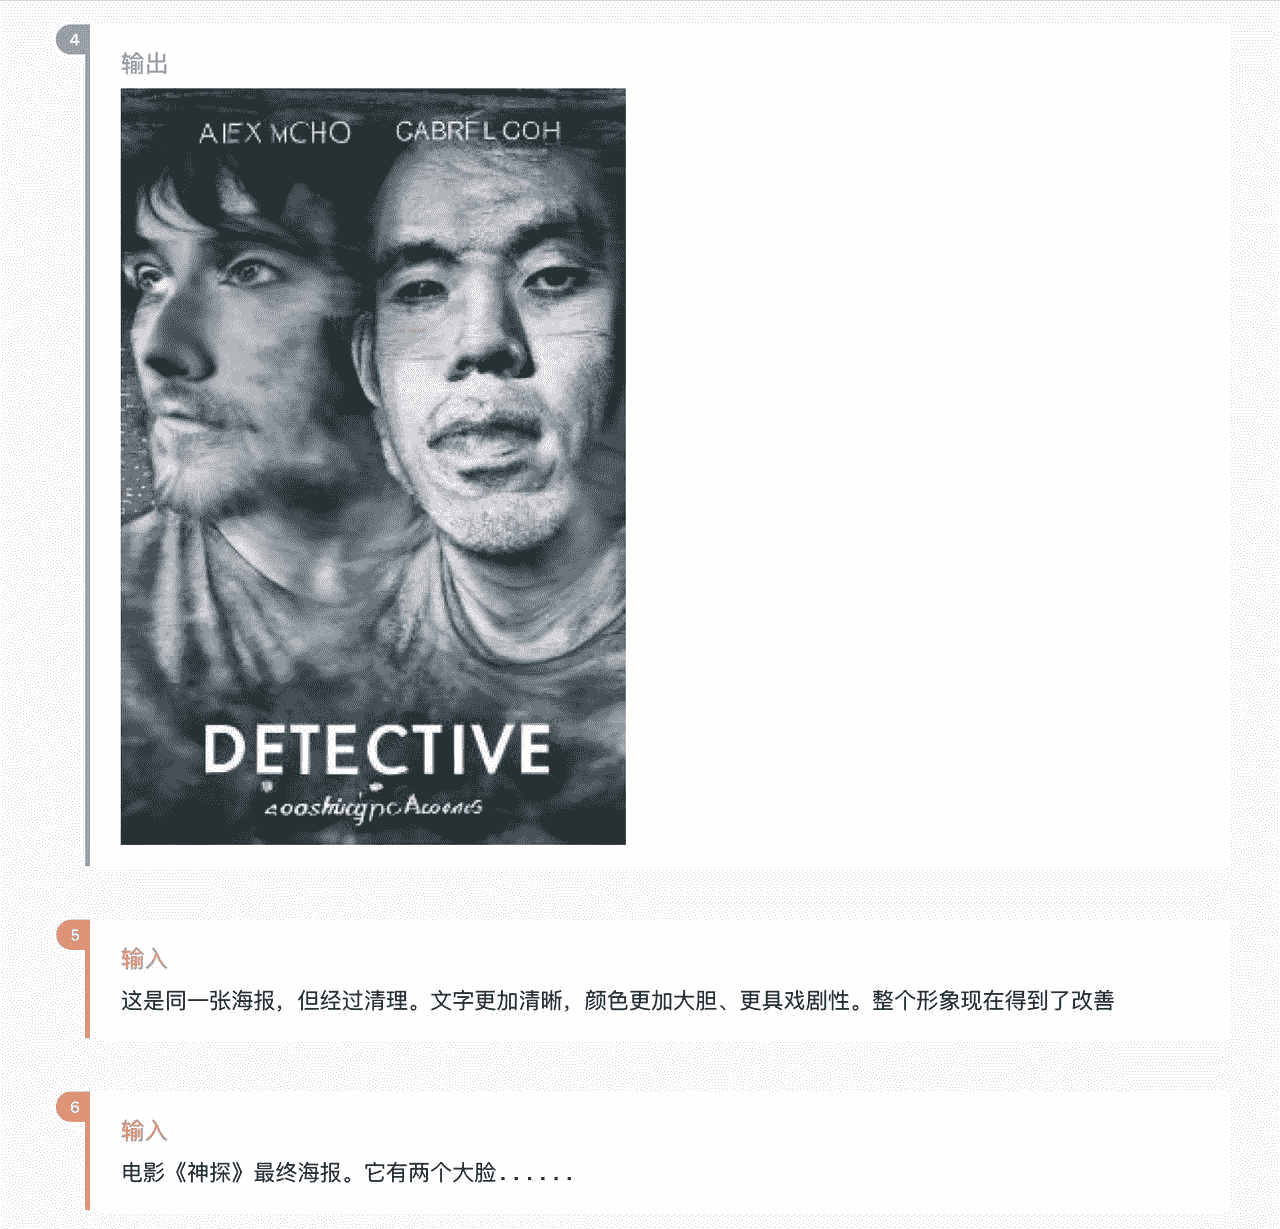 4
输出
AIEX MCHO GABRFL COH
DETECTIVE
5
输入
这是同一张海报，但经过清理。文字更加清晰，颜色更加大胆、更具戏剧性。整个形象现在得到了改善
6
输入
电影《神探》最终海报。它有两个大脸......